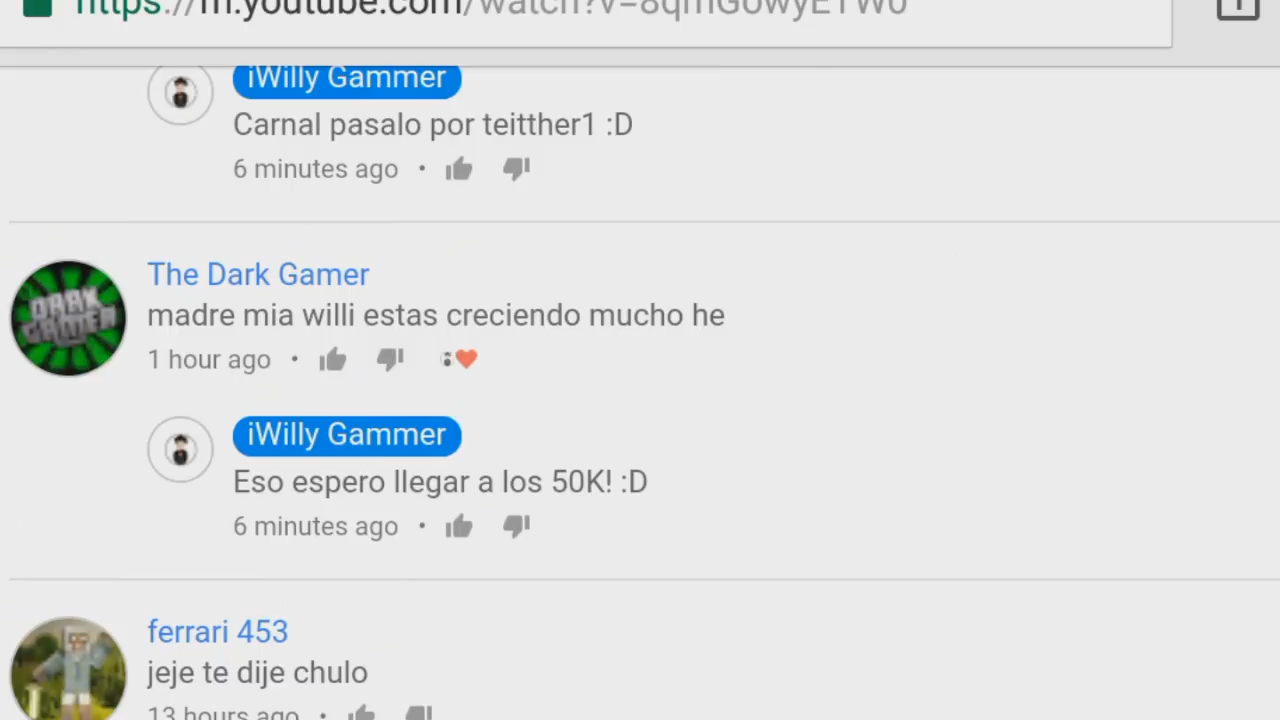 https://m.youtube.com/watch?v=
iWilly Gammer
Carnal pasalo por teitther1 :D
6 minutes ago •
The Dark Gamer
madre mia willi estas creciendo mucho he
1 hour ago •
iWilly Gammer
Eso espero llegar a los 50K! :D
6 minutes ago •
DARK
GAMER
ferrari 453
jeje te dije chulo
13 hours ago •